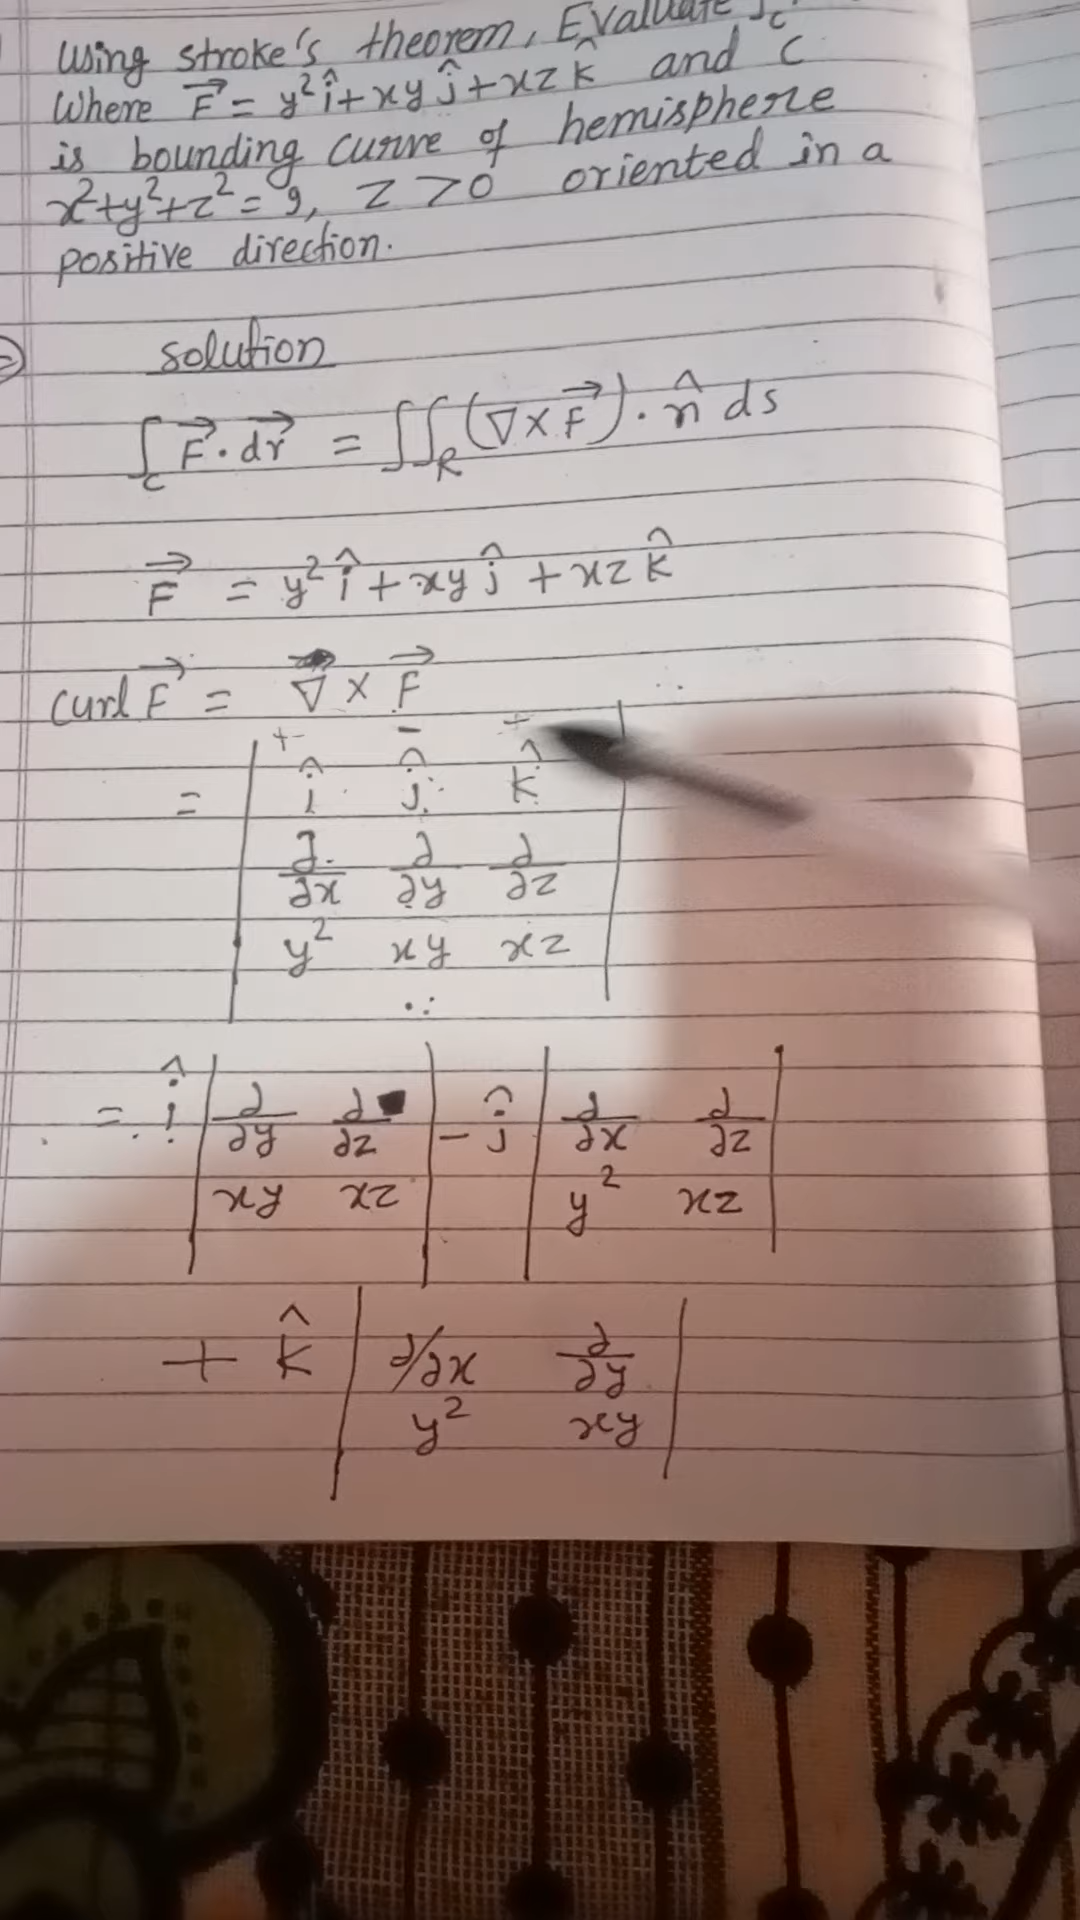 Using stroke's theorem, Evaluate ∫c
Where F⃗ = y² î + xy ĵ + xz k̂ and C
is bounding curve of hemisphere
x²+y²+z² = 9, z > 0 oriented in a
positive direction.
solution
∫c F⃗ · dr⃗ = ∬R (∇ × F⃗) · n̂ ds
F⃗ = y² î + xy ĵ + xz k̂
curl F⃗ = ∇ × F⃗
+ − +
= | î ĵ k̂ |
| ∂/∂x ∂/∂y ∂/∂z |
| y² xy xz |
= î | ∂/∂y ∂/∂z | − ĵ | ∂/∂x ∂/∂z |
| xy xz | | y² xz |
+ k̂ | ∂/∂x ∂/∂y |
| y² xy |